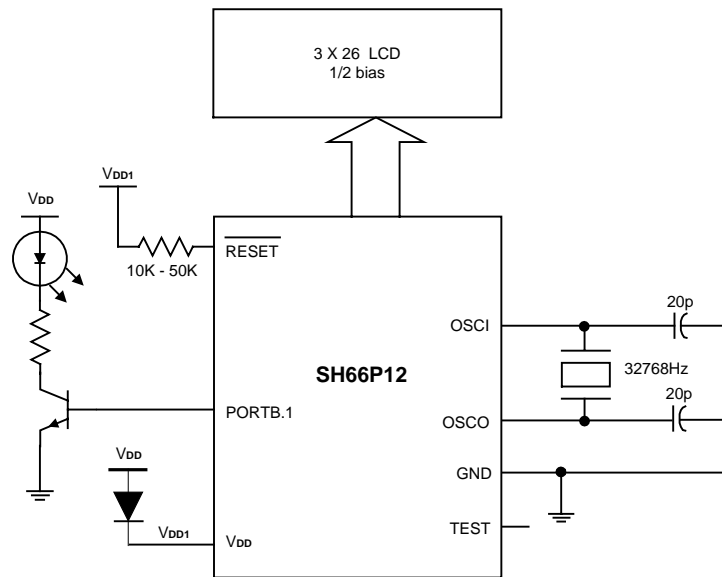 3 X 26 LCD
1/2 bias
VDD1
VDD
RESET
10K - 50K
20p
OSCI
SH66P12
32768Hz
20p
PORTB.1
OSCO
VDD
GND
VDD1
VDD
TEST